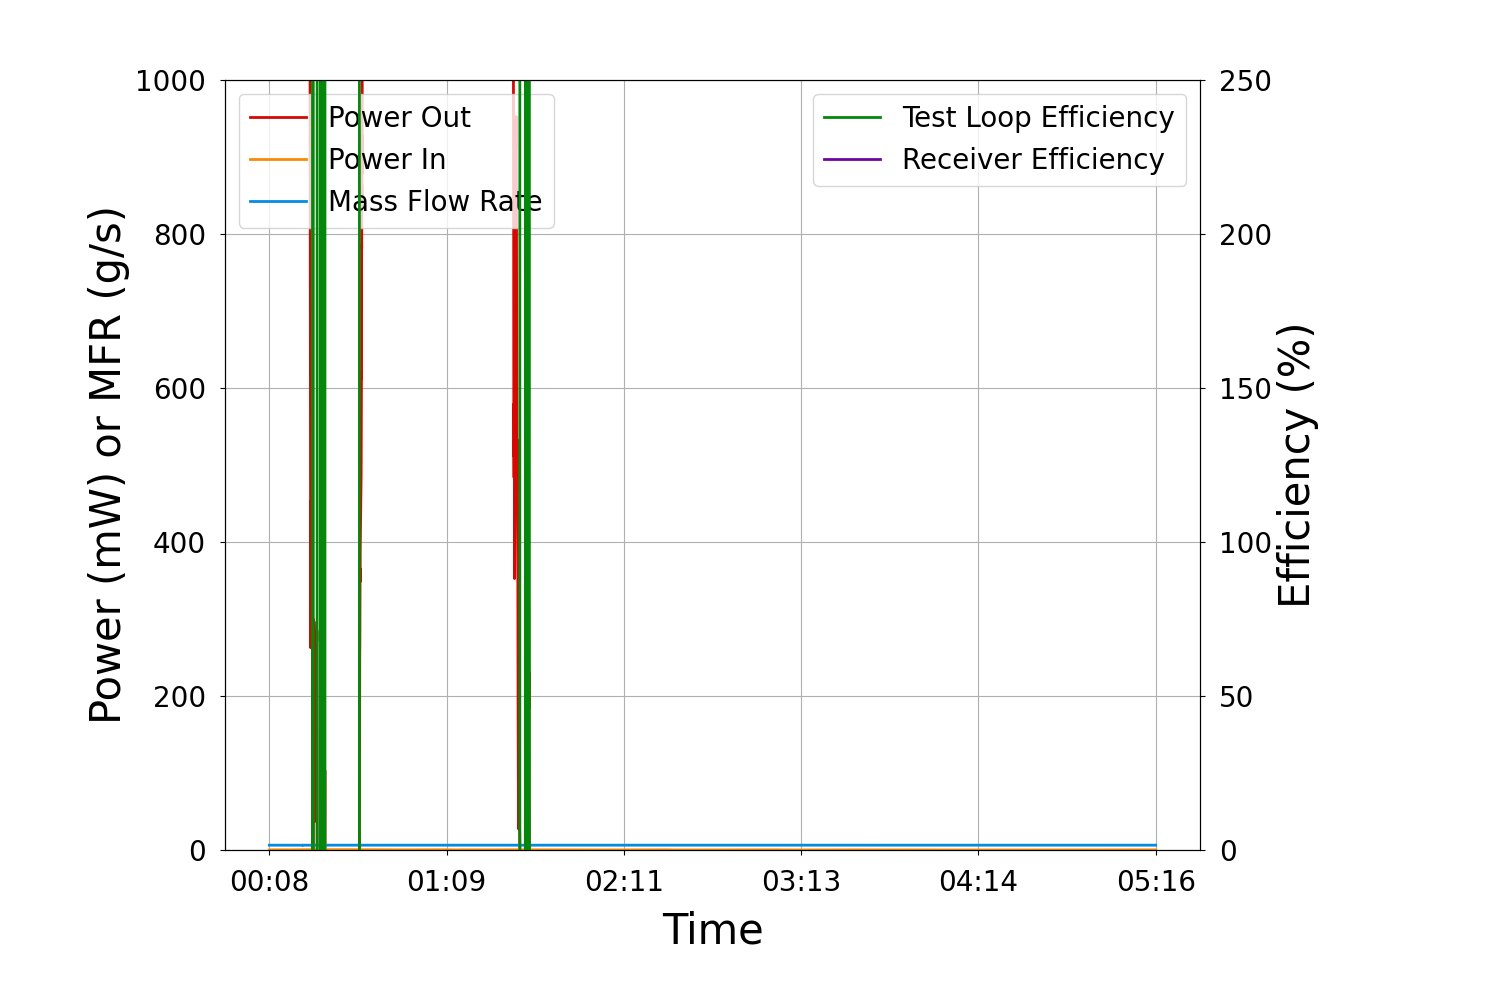 1000
800
600
400
200
0
Power (mW) or MFR (g/s)
Power Out
Power In
Mass Flow Rate
Test Loop Efficiency
Receiver Efficiency
250
200
150
100
50
0
Efficiency (%)
00:08 01:09 02:11 03:13 04:14 05:16
Time